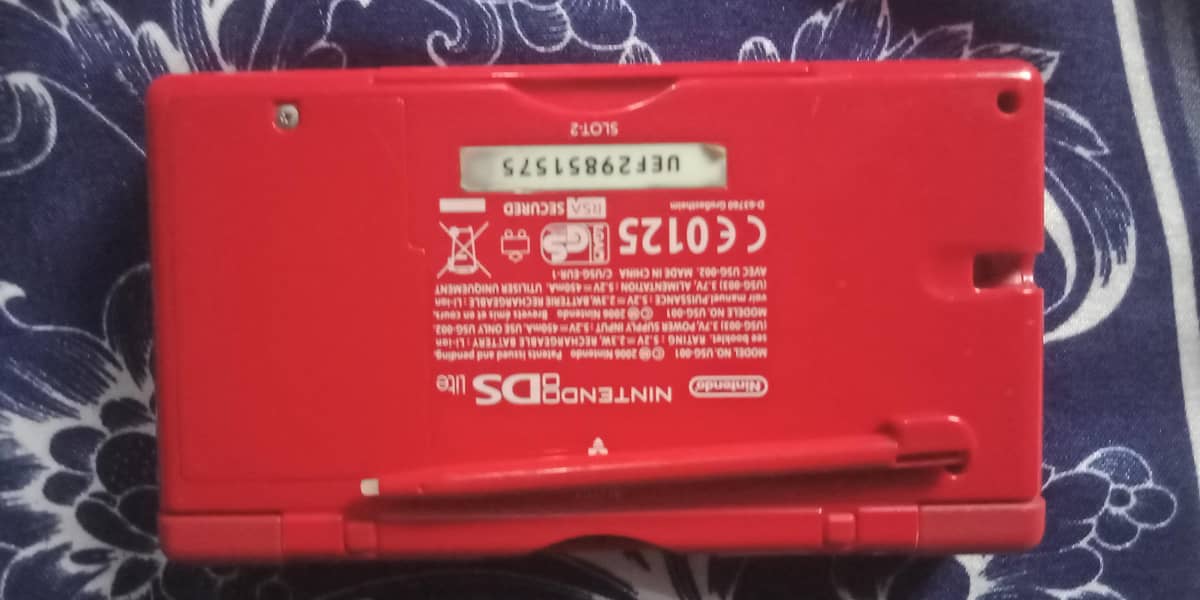 Nintendo NINTENDO DS Lite
MODEL NO. USG-001 ©Ⓜ 2006 Nintendo Patents issued and pending,
see booklet. RATING : 5.2V⎓2.3W, RECHARGEABLE BATTERY : Li-ion
(USG-003) 3.7V, POWER SUPPLY INPUT : 5.2V⎓450mA. USE ONLY USG-002.
MODELE NO. USG-001 ©Ⓜ 2006 Nintendo Brevets émis et en cours,
voir manuel.PUISSANCE : 5.2V⎓2.3W, BATTERIE RECHARGEABLE : Li-ion
(USG-003) 3.7V, ALIMENTATION : 5.2V⎓450mA. UTILISER UNIQUEMENT
AVEC USG-002. MADE IN CHINA C/USG-EUR-1
CE0125 LGA GS
D-63760 Großostheim RSA SECURED
UEF29851575
SLOT-2